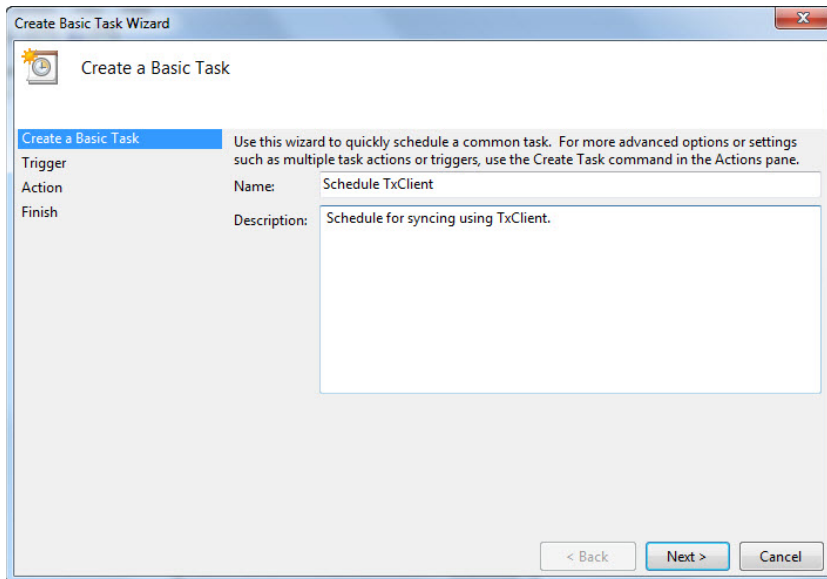 Create Basic Task Wizard
Create a Basic Task
Create a Basic Task
Trigger
Action
Finish
Use this wizard to quickly schedule a common task. For more advanced options or settings
such as multiple task actions or triggers, use the Create Task command in the Actions pane.
Name: Schedule TxClient
Description: Schedule for syncing using TxClient.
< Back Next > Cancel